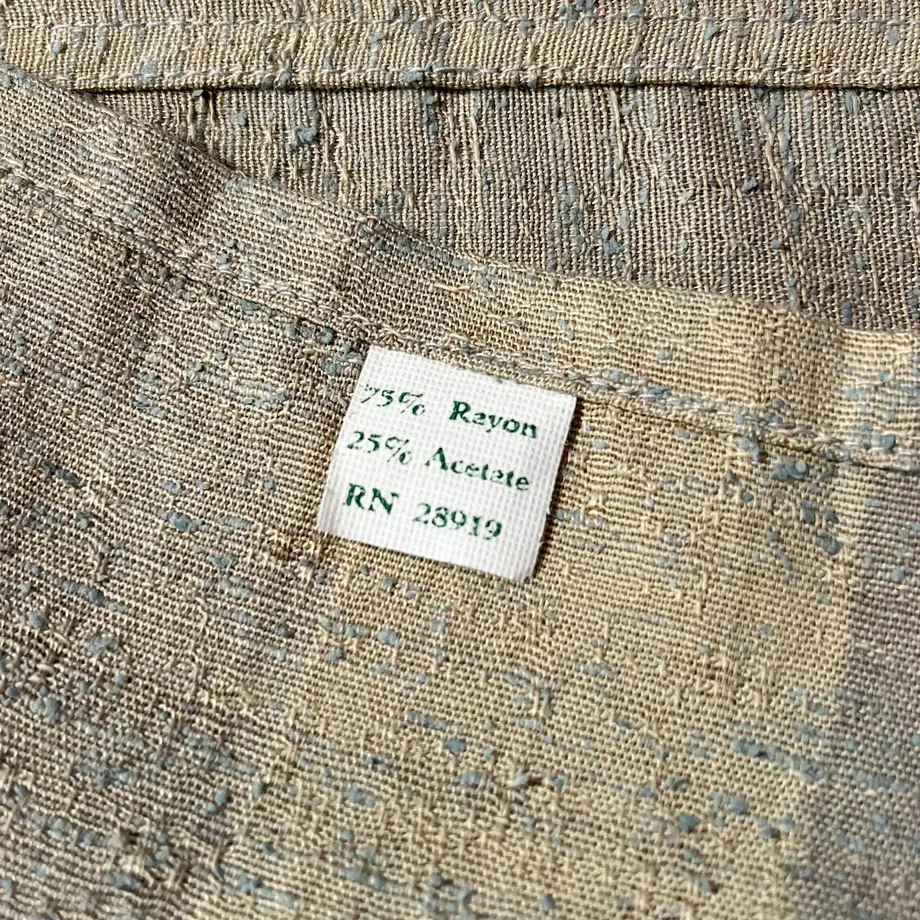 75% Rayon
25% Acetate
RN 28919